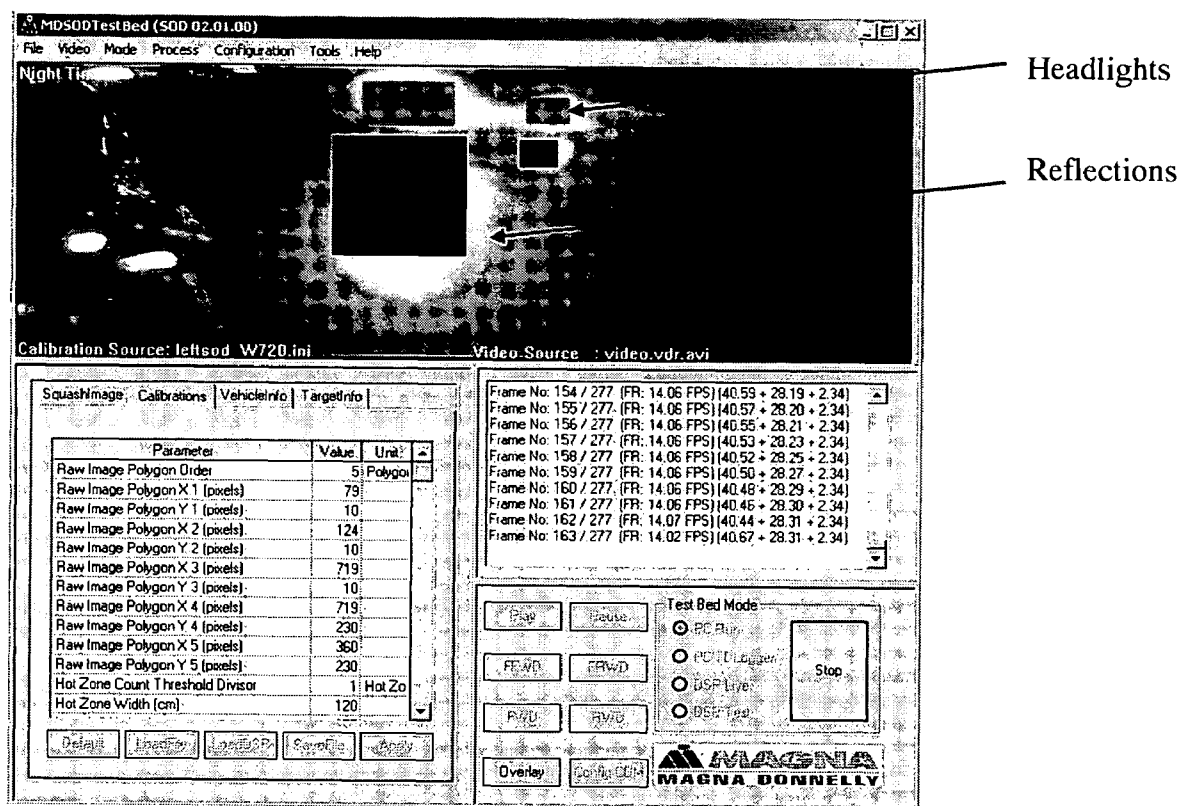 MDSODTestBed (SOD 02.01.00)
File Video Mode Process Configuration Tools Help
Night
Headlights
Reflections
Calibration Source: leftsod_W720.ini
Video Source : video.vdr.avi
SquashImage Calibrations VehicleInfo TargetInfo
Parameter Value Unit
Raw Image Polygon Order 5 Polygo
Raw Image Polygon X 1 (pixels) 79
Raw Image Polygon Y 1 (pixels) 10
Raw Image Polygon X 2 (pixels) 124
Raw Image Polygon Y 2 (pixels) 10
Raw Image Polygon X 3 (pixels) 719
Raw Image Polygon Y 3 (pixels) 10
Raw Image Polygon X 4 (pixels) 719
Raw Image Polygon Y 4 (pixels) 230
Raw Image Polygon X 5 (pixels) 360
Raw Image Polygon Y 5 (pixels) 230
Hot Zone Count Threshold Divisor 1 Hot Zo
Hot Zone Width (cm) 120
Default LoadFile LoadDSP SaveFile Apply
Frame No: 154 / 277 (FR: 14.06 FPS) (40.59 + 28.19 + 2.34)
Frame No: 155 / 277 (FR: 14.06 FPS) (40.57 + 28.20 + 2.34)
Frame No: 156 / 277 (FR: 14.06 FPS) (40.55 + 28.21 + 2.34)
Frame No: 157 / 277 (FR: 14.06 FPS) (40.53 + 28.23 + 2.34)
Frame No: 158 / 277 (FR: 14.06 FPS) (40.52 + 28.25 + 2.34)
Frame No: 159 / 277 (FR: 14.06 FPS) (40.50 + 28.27 + 2.34)
Frame No: 160 / 277 (FR: 14.06 FPS) (40.48 + 28.29 + 2.34)
Frame No: 161 / 277 (FR: 14.06 FPS) (40.46 + 28.30 + 2.34)
Frame No: 162 / 277 (FR: 14.07 FPS) (40.44 + 28.31 + 2.34)
Frame No: 163 / 277 (FR: 14.02 FPS) (40.67 + 28.31 + 2.34)
Play Pause
FFWD FRWD
FWD RWD
Overlay Config COM
Test Bed Mode
PC Run
PC TDLogger
DSP Live
DSP Test
Stop
MAGNA
MAGNA DONNELLY